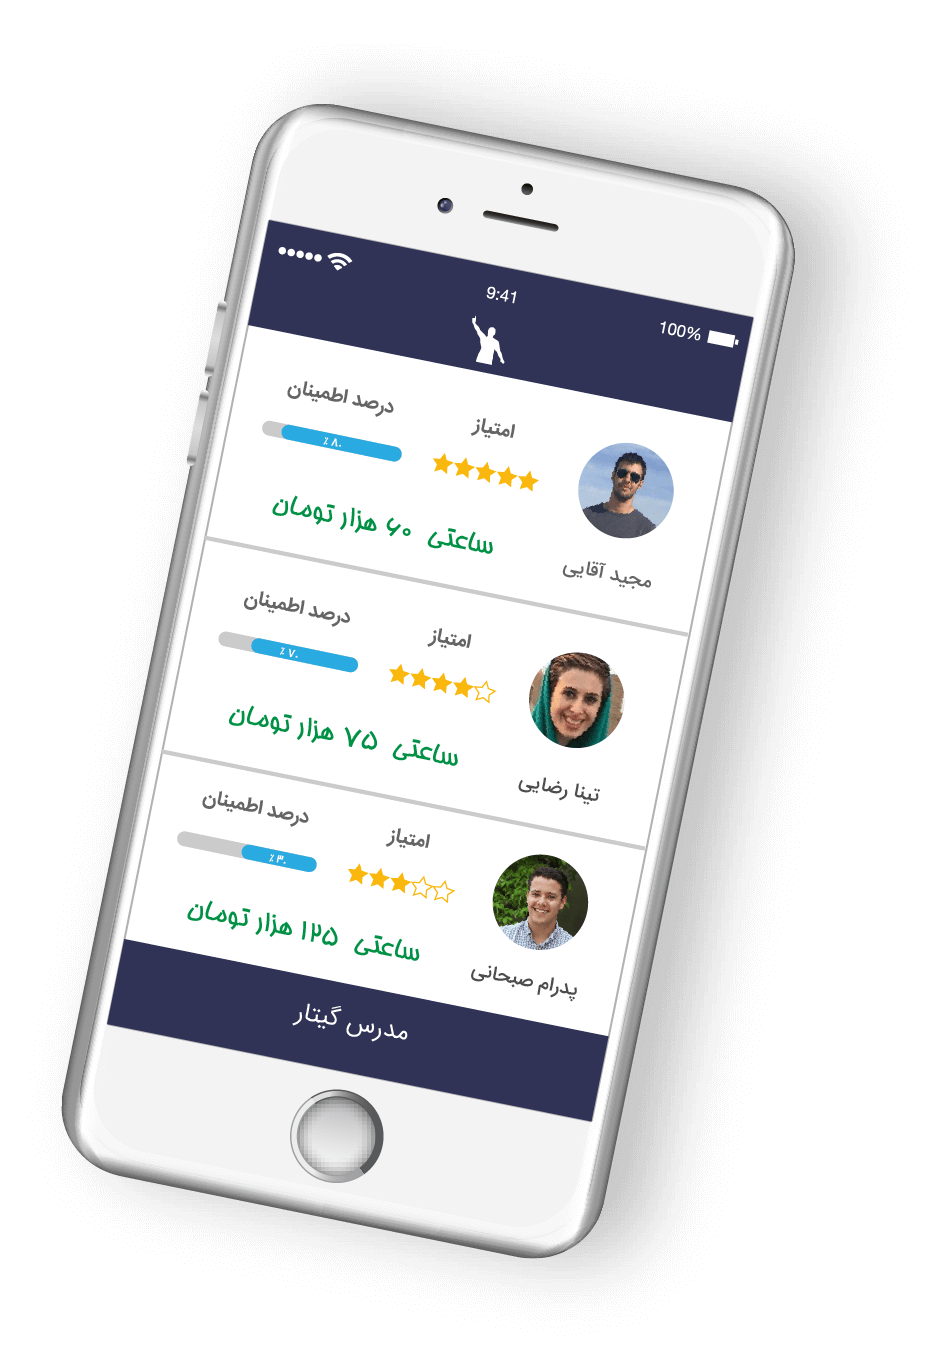 9:41
100%
درصد اطمینان
امتیاز
٪۸۰
ساعتی ۶۰ هزار تومان
مجید آقایی
درصد اطمینان
امتیاز
٪۷۰
ساعتی ۷۵ هزار تومان
تینا رضایی
درصد اطمینان
امتیاز
٪۳۰
ساعتی ۱۲۵ هزار تومان
پدرام صبحانی
مدرس گیتار